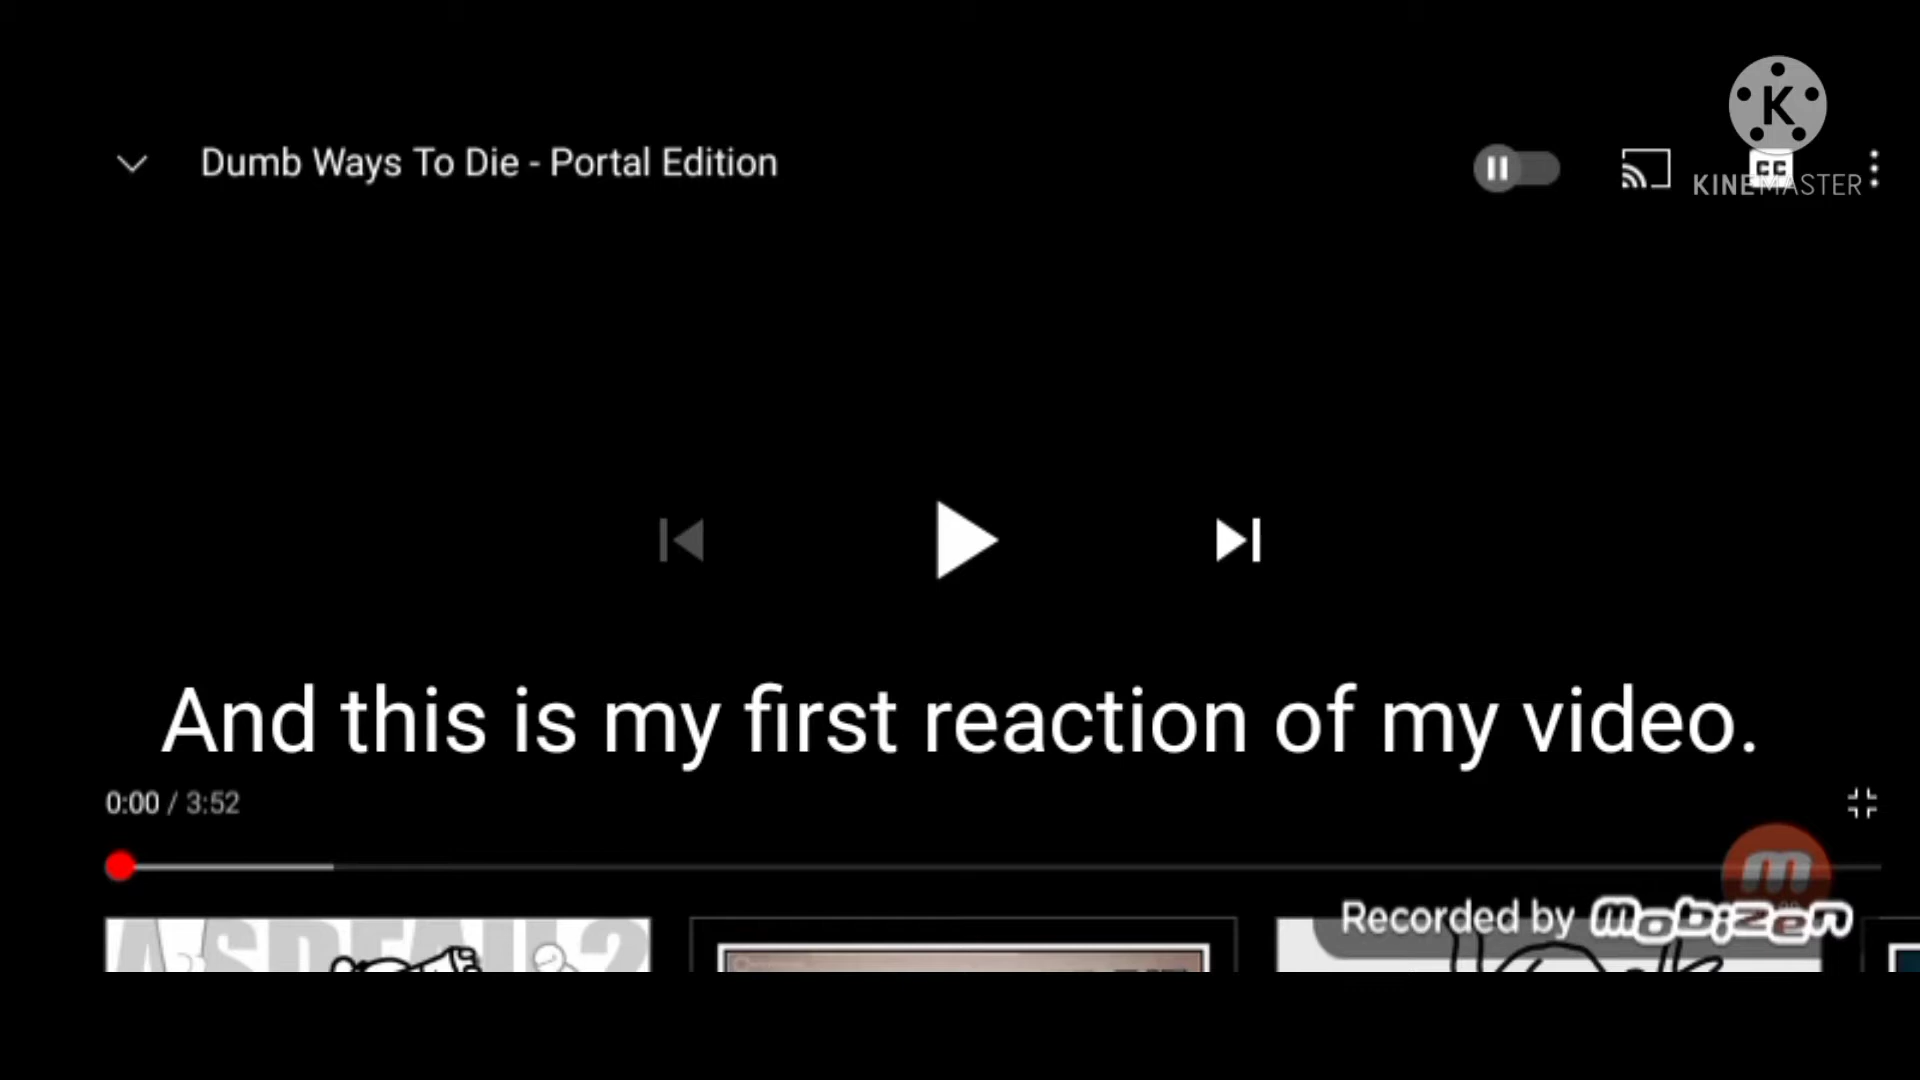 K
Dumb Ways To Die - Portal Edition
CC
KINEMASTER
And this is my first reaction of my video.
0:00 / 3:52
m
Recorded by mobizen